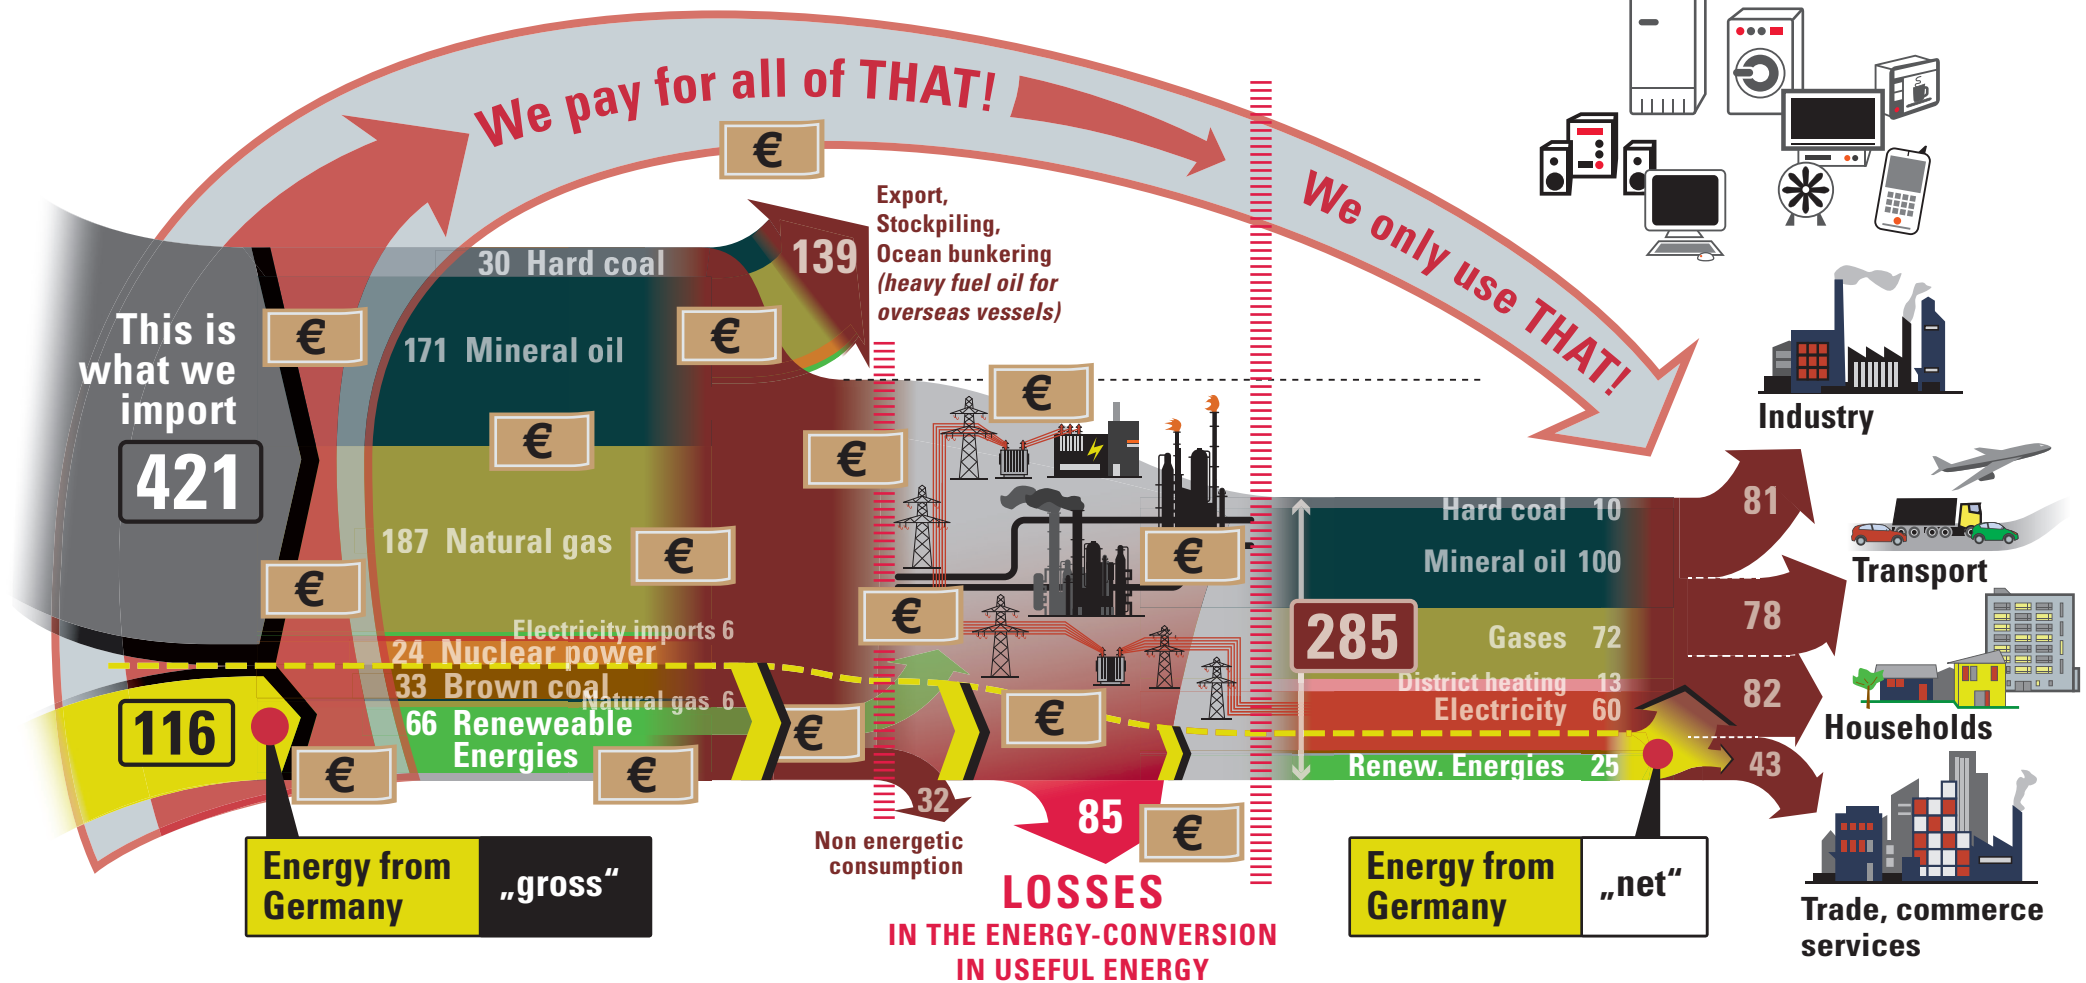 We pay for all of THAT!
We only use THAT!
€
Export,
Stockpiling,
Ocean bunkering
(heavy fuel oil for
overseas vessels)
139
This is
what we
import
421
30 Hard coal
171 Mineral oil
187 Natural gas
Electricity imports 6
24 Nuclear power
33 Brown coal
Natural gas 6
66 Reneweable
Energies
116
€
€
€
€
€
€
€
€
€
€
€
€
€
€
32
Non energetic
consumption
85
LOSSES
IN THE ENERGY-CONVERSION
IN USEFUL ENERGY
Energy from
Germany
„gross“
285
Hard coal 10
Mineral oil 100
Gases 72
District heating 13
Electricity 60
Renew. Energies 25
Energy from
Germany
„net“
81
78
82
43
Industry
Transport
Households
Trade, commerce
services